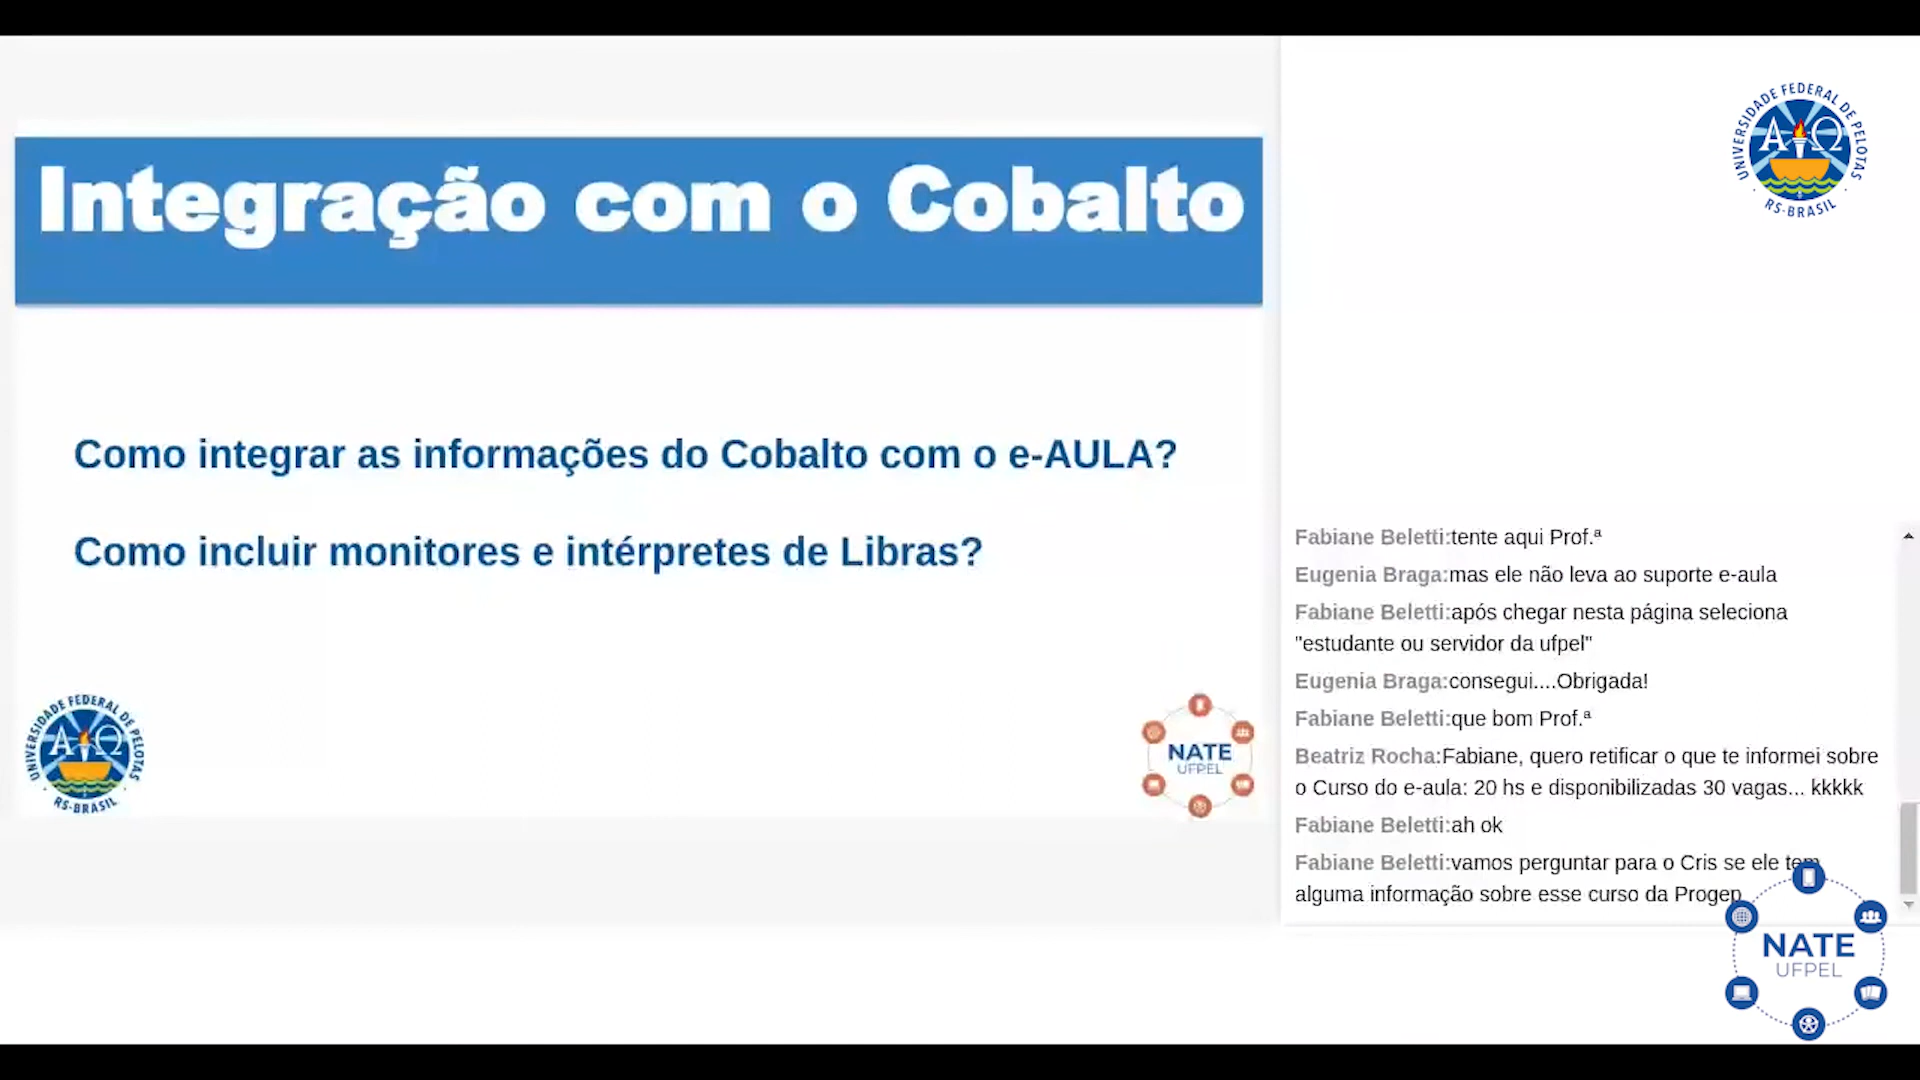 Integração com o Cobalto
Como integrar as informações do Cobalto com o e-AULA?
Como incluir monitores e intérpretes de Libras?
UNIVERSIDADE FEDERAL DE PELOTAS
AΩ
RS-BRASIL
NATE
UFPEL
UNIVERSIDADE FEDERAL DE PELOTAS
AΩ
RS-BRASIL
Fabiane Beletti:tente aqui Prof.ª
Eugenia Braga:mas ele não leva ao suporte e-aula
Fabiane Beletti:após chegar nesta página seleciona
"estudante ou servidor da ufpel"
Eugenia Braga:consegui....Obrigada!
Fabiane Beletti:que bom Prof.ª
Beatriz Rocha:Fabiane, quero retificar o que te informei sobre
o Curso do e-aula: 20 hs e disponibilizadas 30 vagas... kkkkk
Fabiane Beletti:ah ok
Fabiane Beletti:vamos perguntar para o Cris se ele tem
alguma informação sobre esse curso da Progep
NATE
UFPEL